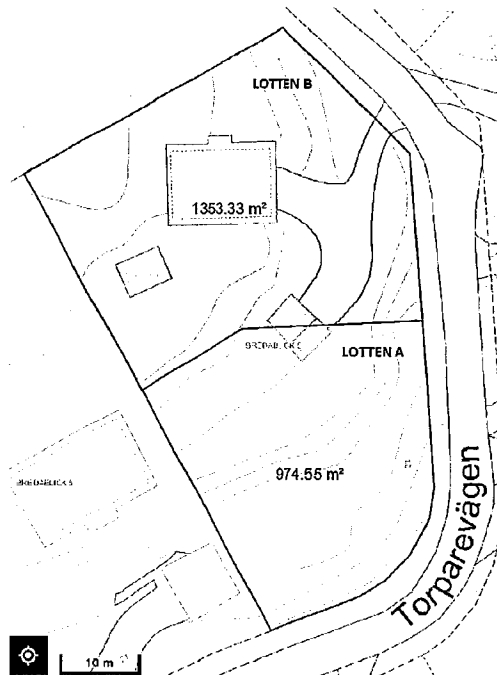 LOTTEN B
1353.33 m²
LOTTEN A
974.55 m²
Torparevägen
10 m